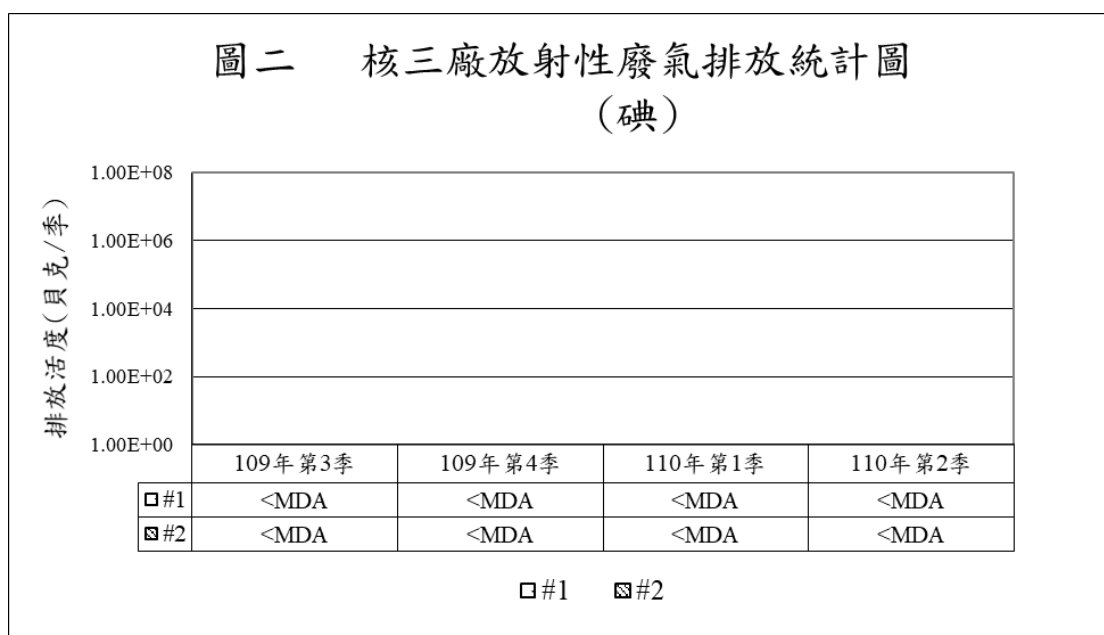 圖二 核三廠放射性廢氣排放統計圖
(碘)
排放活度(貝克/季)
1.00E+08
1.00E+06
1.00E+04
1.00E+02
1.00E+00
109年第3季 109年第4季 110年第1季 110年第2季
#1 <MDA <MDA <MDA <MDA
#2 <MDA <MDA <MDA <MDA
#1 #2